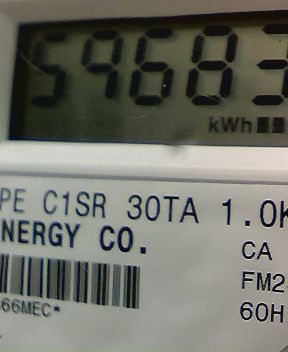 59683
kWh
PE C1SR 30TA 1.0K
NERGY CO.
CA
FM2
66MEC*
60H